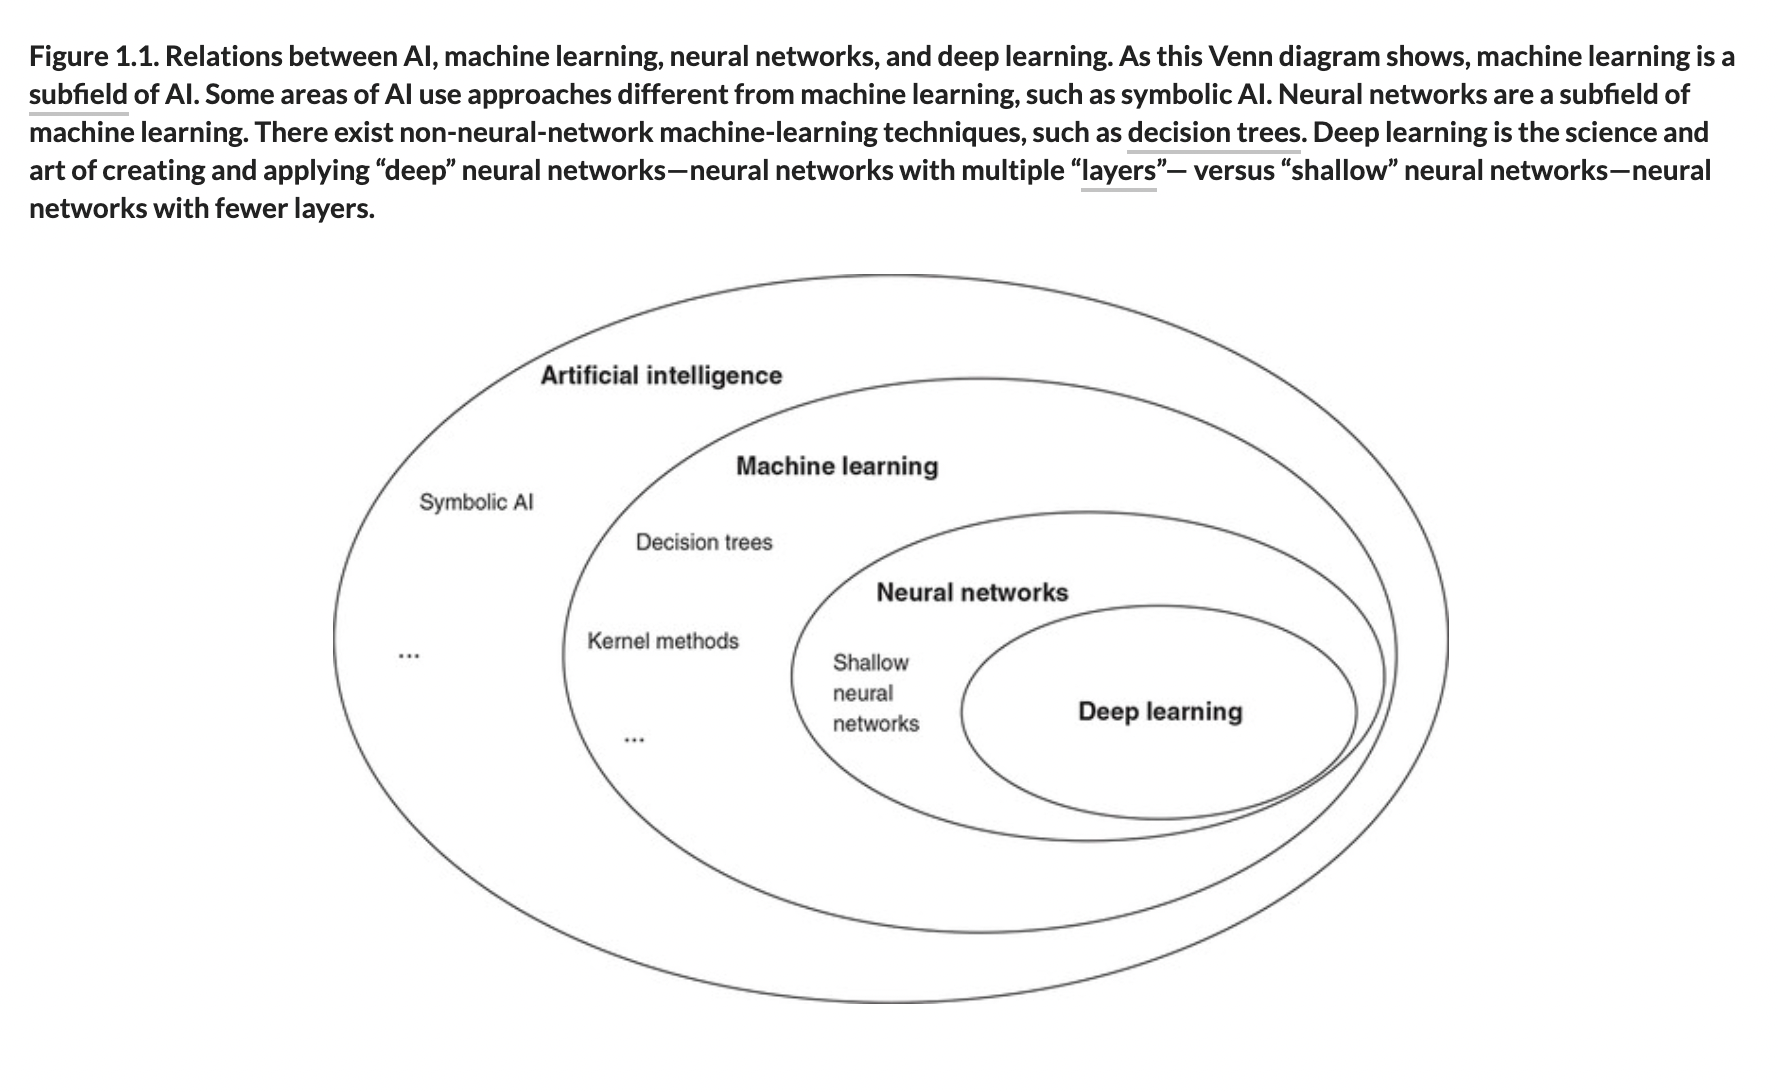 Figure 1.1. Relations between AI, machine learning, neural networks, and deep learning. As this Venn diagram shows, machine learning is a
subfield of AI. Some areas of AI use approaches different from machine learning, such as symbolic AI. Neural networks are a subfield of
machine learning. There exist non-neural-network machine-learning techniques, such as decision trees. Deep learning is the science and
art of creating and applying “deep” neural networks—neural networks with multiple “layers”— versus “shallow” neural networks—neural
networks with fewer layers.
Artificial intelligence
Machine learning
Symbolic AI
Decision trees
Neural networks
Kernel methods
...
Shallow
neural
networks
Deep learning
...